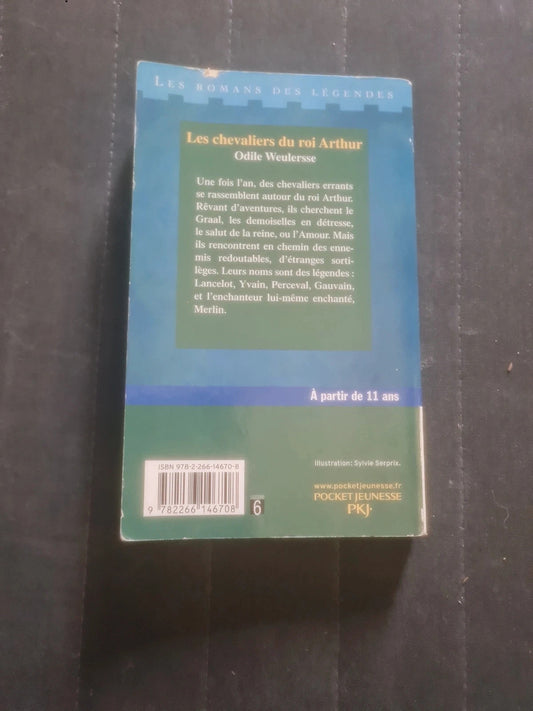 LES ROMANS DES LÉGENDES
Les chevaliers du roi Arthur
Odile Weulersse
Une fois l'an, des chevaliers errants
se rassemblent autour du roi Arthur.
Rêvant d'aventures, ils cherchent le
Graal, les demoiselles en détresse,
le salut de la reine, ou l'Amour. Mais
ils rencontrent en chemin des enne-
mis redoutables, d'étranges sorti-
lèges. Leurs noms sont des légendes :
Lancelot, Yvain, Perceval, Gauvain,
et l'enchanteur lui-même enchanté,
Merlin.
À partir de 11 ans
Illustration: Sylvie Serprix.
ISBN 978-2-266-14670-8
9 782266 146708
6
www.pocketjeunesse.fr
POCKET JEUNESSE
PKJ·